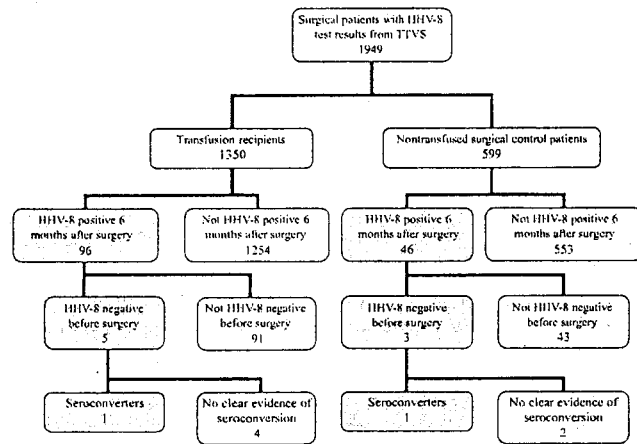 Surgical patients with HHV-8
test results from TTVS
1949
Transfusion recipients
1350
Nontransfused surgical control patients
599
HHV-8 positive 6
months after surgery
96
Not HHV-8 positive 6
months after surgery
1254
HHV-8 positive 6
months after surgery
46
Not HHV-8 positive 6
months after surgery
553
HHV-8 negative
before surgery
5
Not HHV-8 negative
before surgery
91
HHV-8 negative
before surgery
3
Not HHV-8 negative
before surgery
43
Seroconverters
1
No clear evidence of
seroconversion
4
Seroconverters
1
No clear evidence of
seroconversion
2